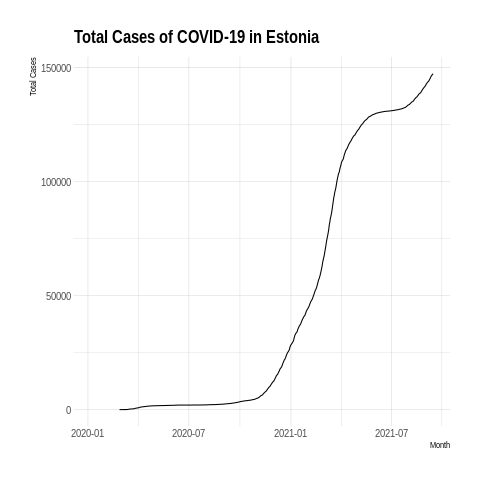 Total Cases of COVID-19 in Estonia
Total Cases
150000
100000
50000
0
2020-01 2020-07 2021-01 2021-07
Month